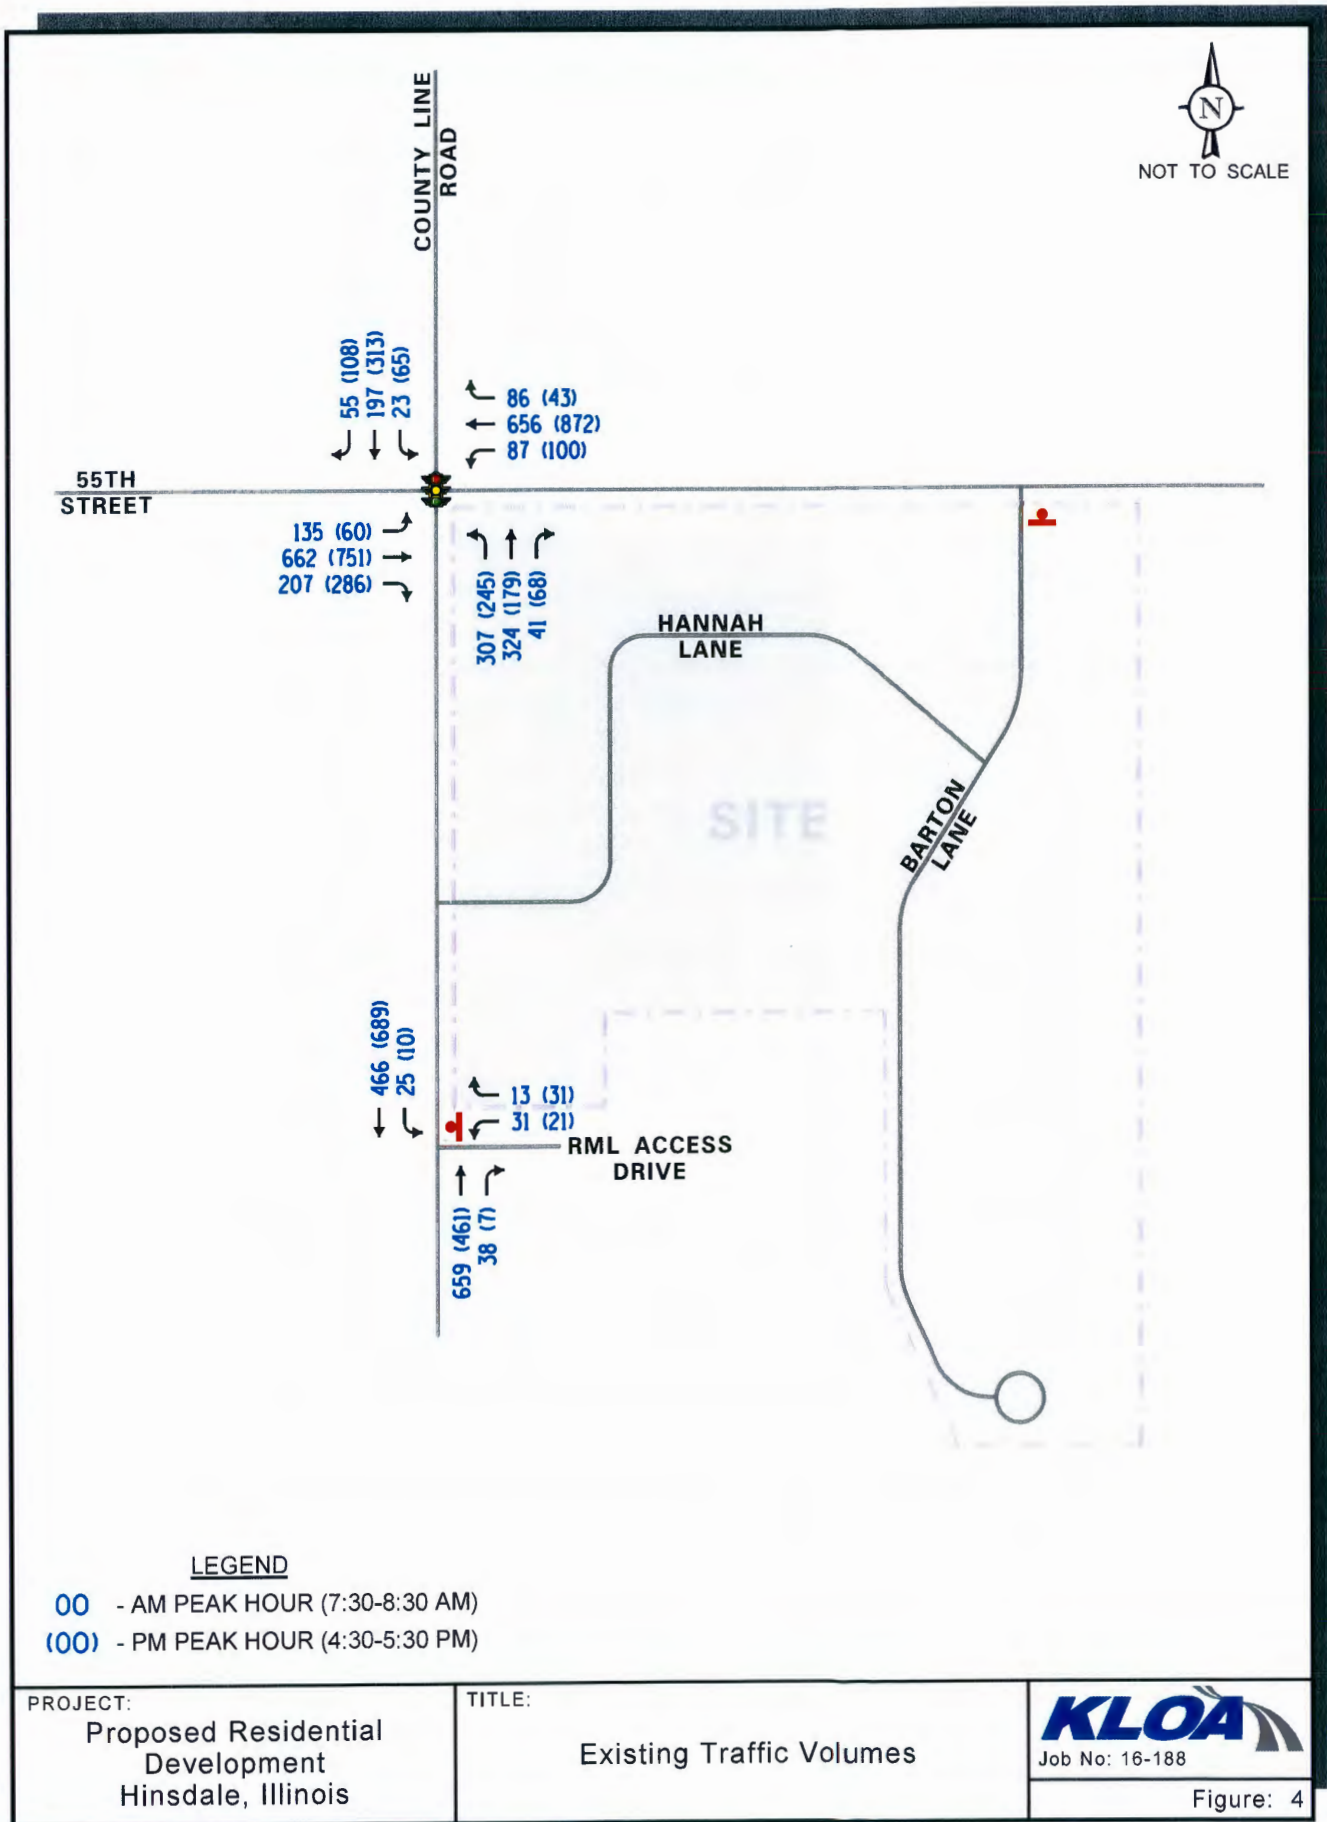 COUNTY LINE
ROAD
N
NOT TO SCALE
55 (108)
197 (313)
23 (65)
86 (43)
656 (872)
87 (100)
55TH
STREET
135 (60)
662 (751)
207 (286)
307 (245)
324 (179)
41 (68)
HANNAH
LANE
SITE
BARTON
LANE
466 (689)
25 (10)
13 (31)
31 (21)
RML ACCESS
DRIVE
659 (461)
38 (7)
LEGEND
00 - AM PEAK HOUR (7:30-8:30 AM)
(00) - PM PEAK HOUR (4:30-5:30 PM)
PROJECT:
Proposed Residential
Development
Hinsdale, Illinois
TITLE:
Existing Traffic Volumes
KLOA
Job No: 16-188
Figure: 4